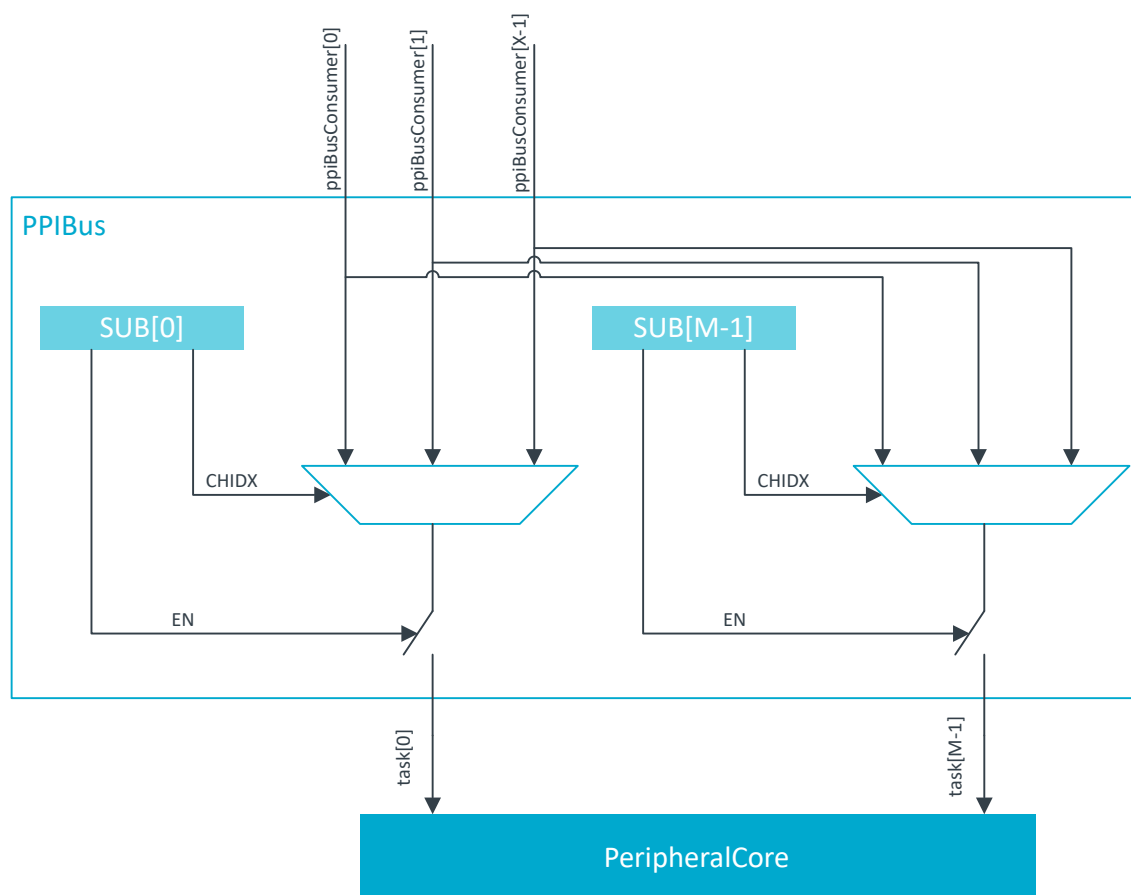 ppiBusConsumer[0]
ppiBusConsumer[1]
ppiBusConsumer[X-1]
PPIBus
SUB[0]
SUB[M-1]
CHIDX
CHIDX
EN
EN
task[0]
task[M-1]
PeripheralCore